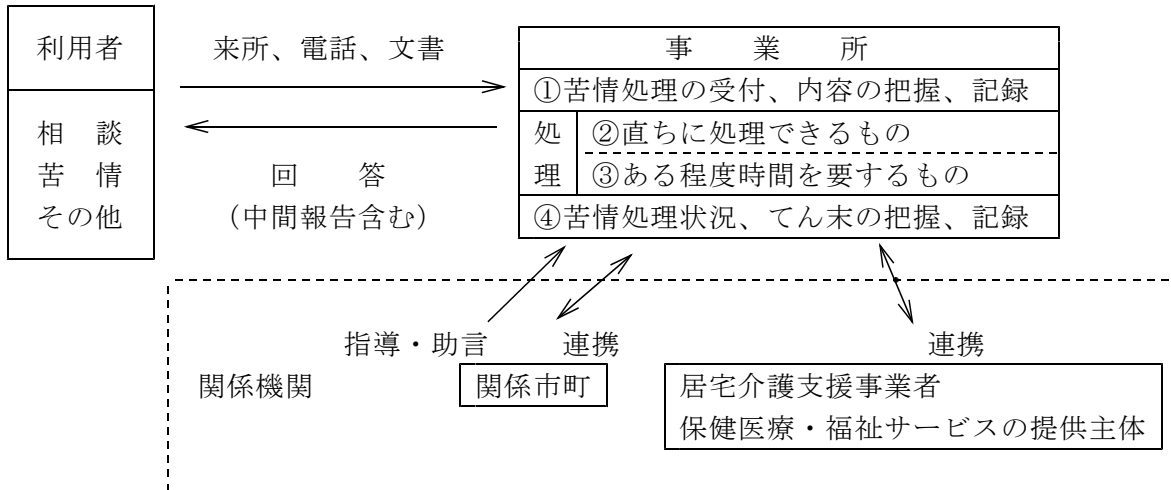 利用者
相　談
苦　情
その他
来所、電話、文書
回　　答
（中間報告含む）
事　　業　　所
①苦情処理の受付、内容の把握、記録
処理
②直ちに処理できるもの
③ある程度時間を要するもの
④苦情処理状況、てん末の把握、記録
指導・助言
連携
連携
関係機関
関係市町
居宅介護支援事業者
保健医療・福祉サービスの提供主体